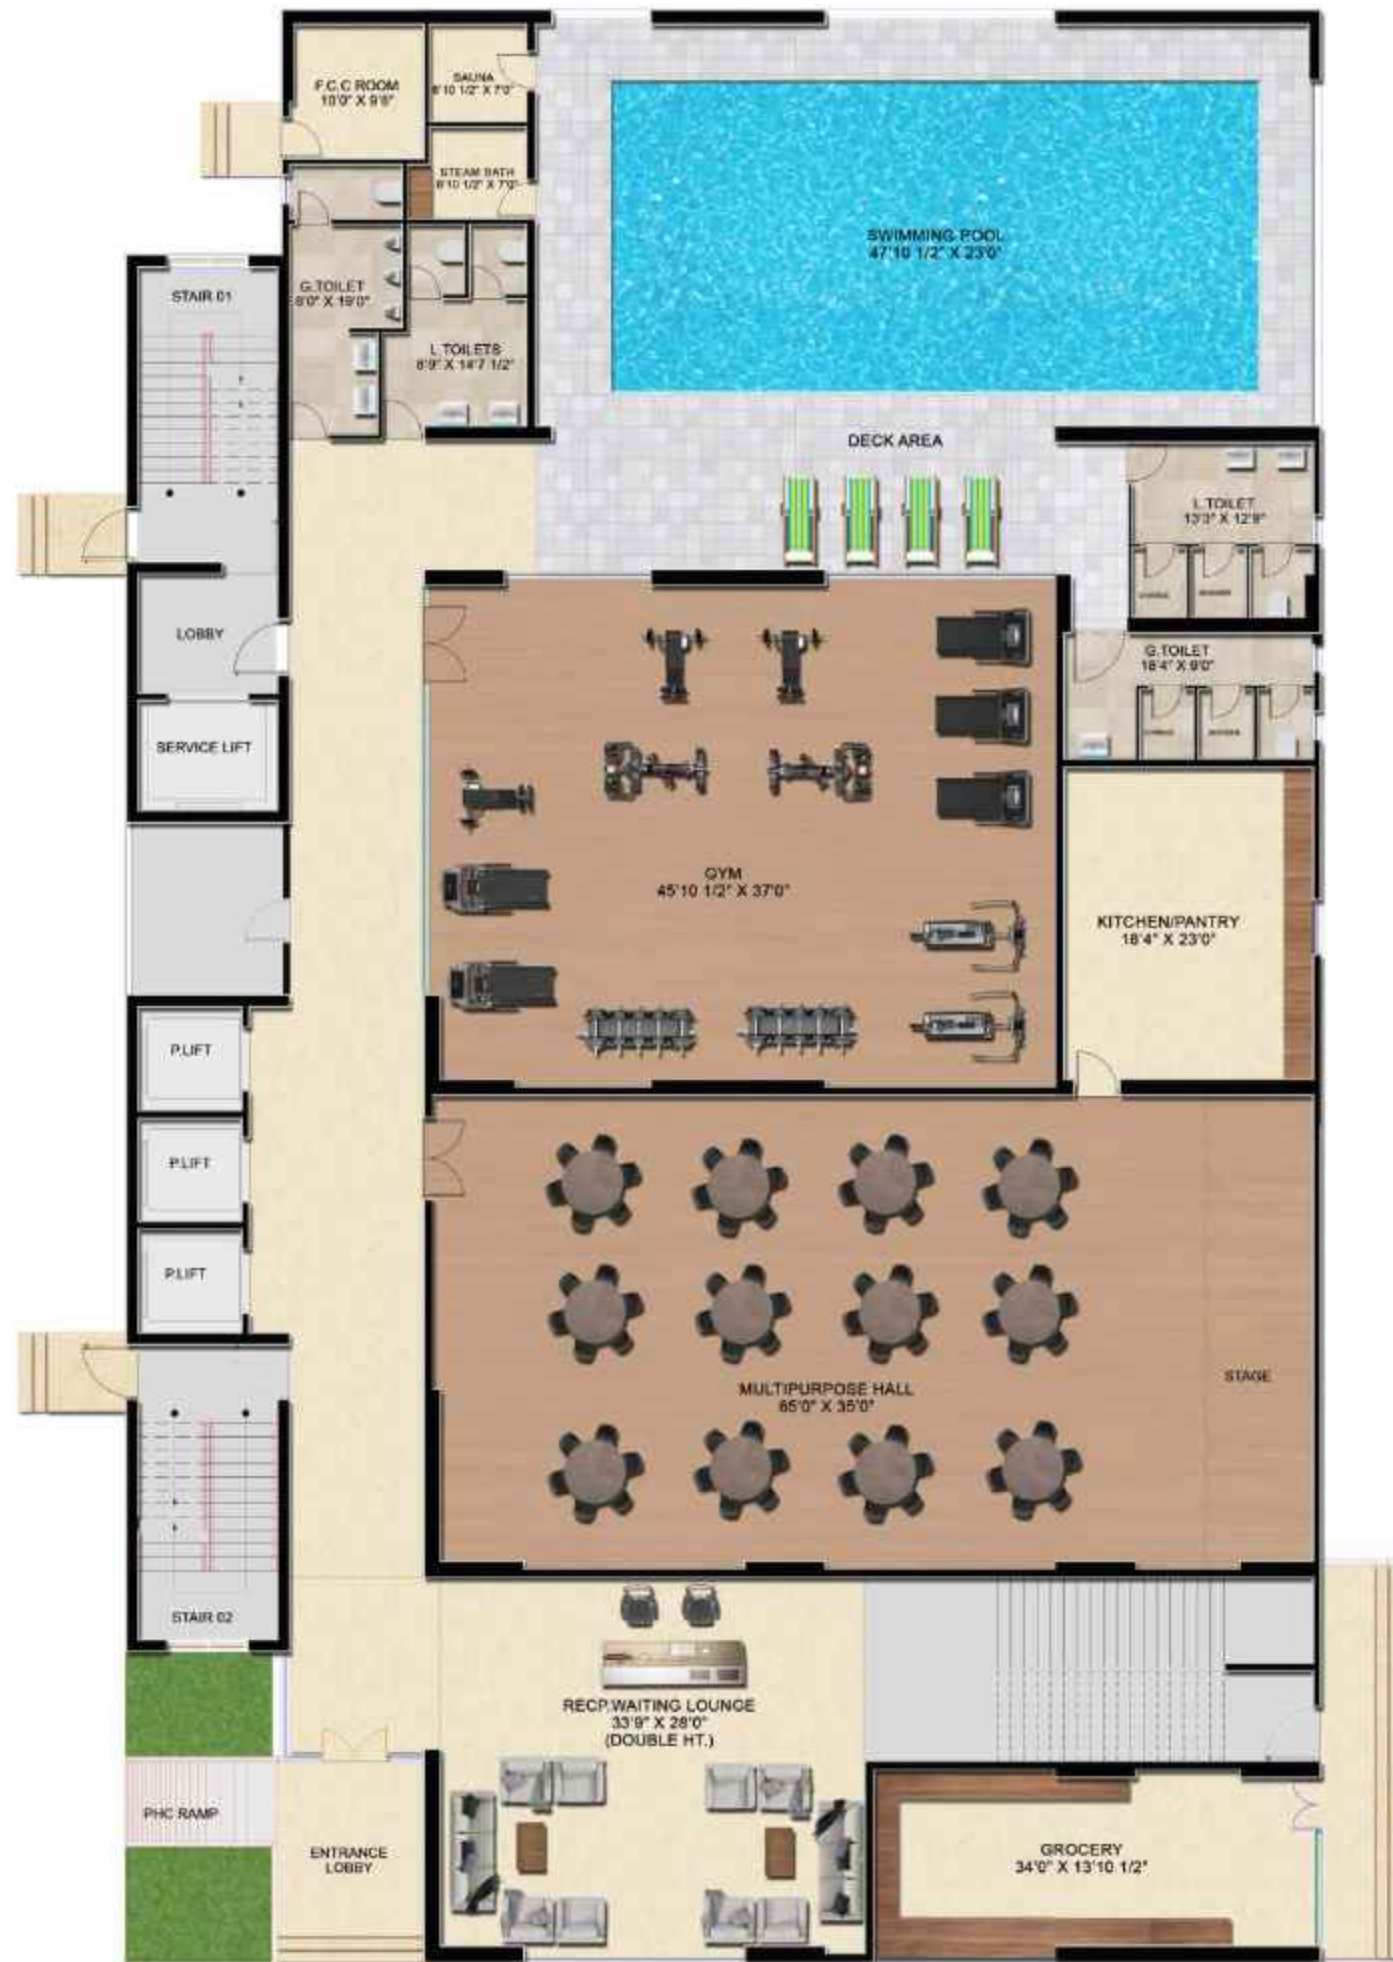 F.C.C ROOM
10'0" X 9'6"
SAUNA
8'10 1/2" X 7'0"
STEAM BATH
8'10 1/2" X 7'0"
SWIMMING POOL
47'10 1/2" X 23'0"
STAIR 01
G.TOILET
8'0" X 19'0"
L.TOILETS
8'9" X 14'7 1/2"
DECK AREA
L.TOILET
13'3" X 12'9"
LOBBY
G.TOILET
18'4" X 9'0"
SERVICE LIFT
GYM
45'10 1/2" X 37'0"
KITCHEN/PANTRY
18'4" X 23'0"
P.LIFT
P.LIFT
P.LIFT
MULTIPURPOSE HALL
65'0" X 35'0"
STAGE
STAIR 02
RECP.WAITING LOUNGE
33'9" X 28'0"
(DOUBLE HT.)
PHC RAMP
ENTRANCE
LOBBY
GROCERY
34'0" X 13'10 1/2"